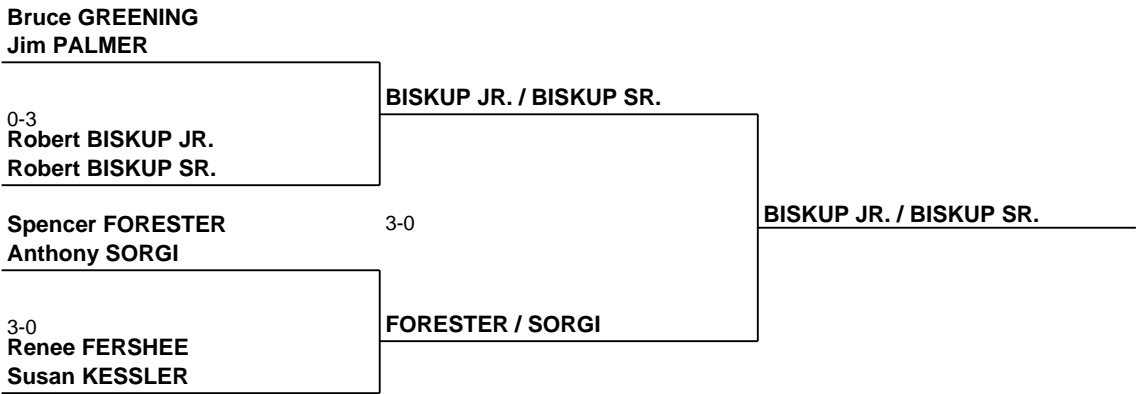 Bruce GREENING
Jim PALMER
BISKUP JR. / BISKUP SR.
0-3
Robert BISKUP JR.
Robert BISKUP SR.
BISKUP JR. / BISKUP SR.
Spencer FORESTER
3-0
Anthony SORGI
FORESTER / SORGI
3-0
Renee FERSHEE
Susan KESSLER